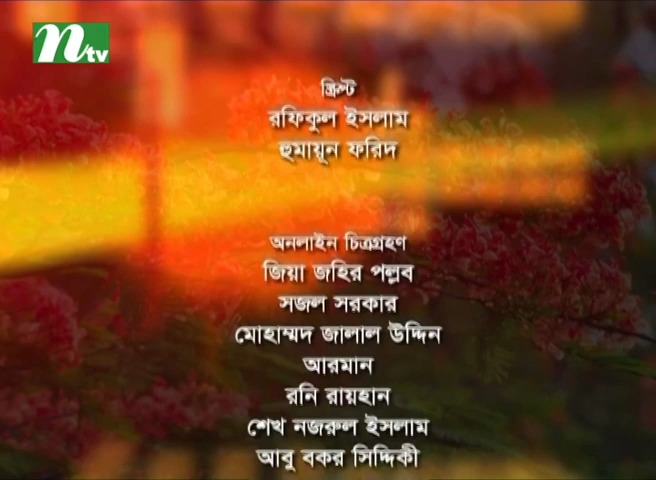 ntv
স্ক্রিপ্ট
রফিকুল ইসলাম
হুমায়ূন ফরিদ
অনলাইন চিত্রগ্রহণ
জিয়া জহির পল্লব
সজল সরকার
মোহাম্মদ জালাল উদ্দিন
আরমান
রনি রায়হান
শেখ নজরুল ইসলাম
আবু বকর সিদ্দিকী